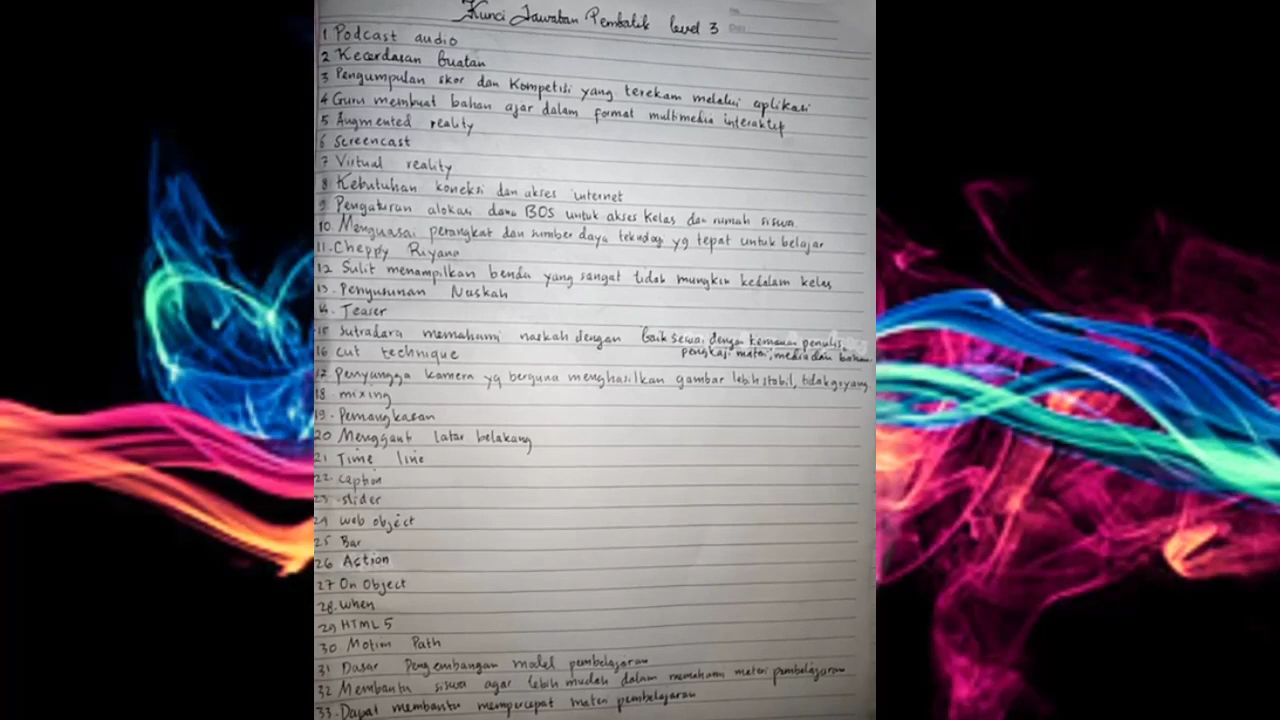 Kunci Jawaban Pembatik level 3
1 Podcast audio
2 Kecerdasan buatan
3 Pengumpulan skor dan Kompetisi yang terekam melalui aplikasi
4 Guru membuat bahan ajar dalam format multimedia interaktif
5 Augmented reality
6 Screencast
7 Virtual reality
8 Kebutuhan koneksi dan akses internet
9 Pengaturan alokasi dana BOS untuk akses Kelas dan rumah siswa
10. Menguasai perangkat dan sumber daya teknologi yg tepat untuk belajar
11. Cheppy Riyana
12 Sulit menampilkan benda yang sangat tidak mungkin kedalam kelas
13. Penyusunan Naskah
14. Teaser
15 Sutradara memahami naskah dengan baik sesuai dengan kemauan penulis,
pengkaji materi, media dan bahan
16 cut technique
17 penyangga kamera yg berguna menghasilkan gambar lebih stabil, tidak goyang
18 mixing
19. Pemangkasan
20 Mengganti latar belakang
21 Time line
22. caption
23 slider
24 web object
25 Bar
26 Action
27 On Object
28. When
29 HTML 5
30 Motion Path
31 Dasar Pengembangan model pembelajaran
32 Membantu siswa agar lebih mudah dalam memahami materi pembelajaran
33. Dapat membantu mempercepat materi pembelajaran